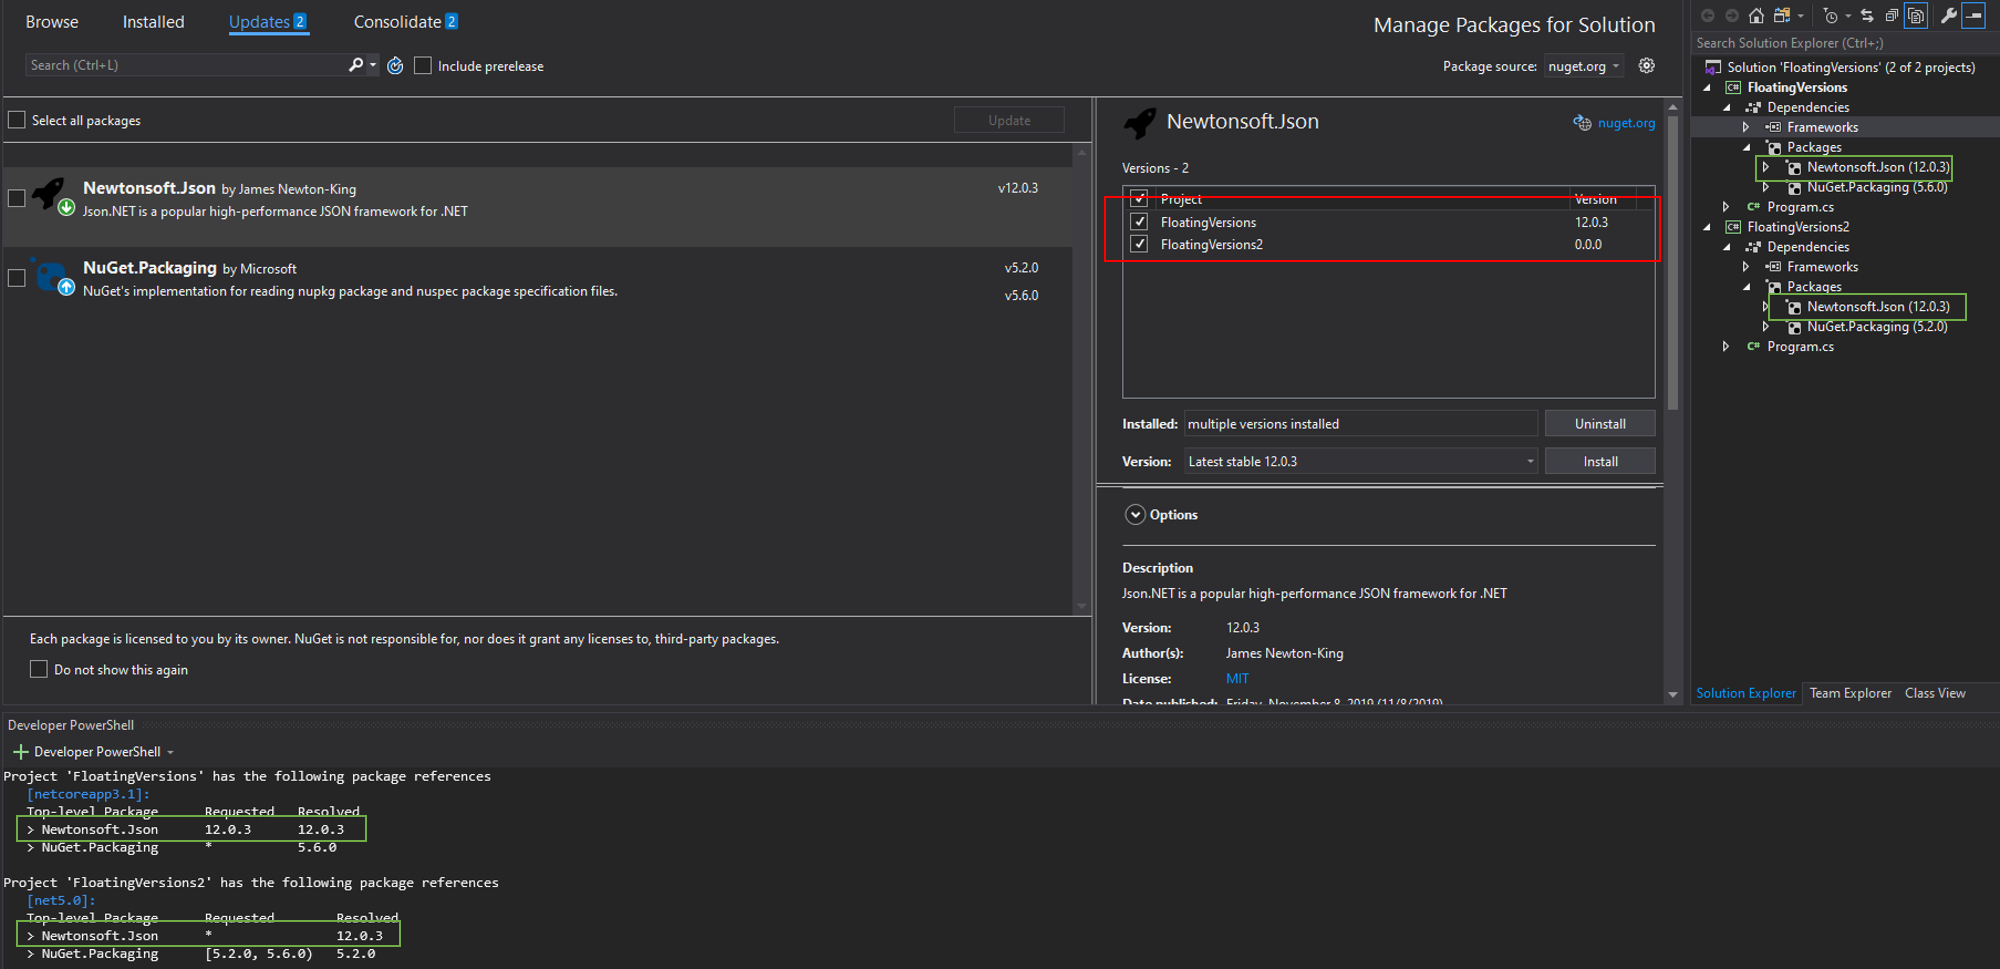 Browse Installed Updates 2 Consolidate 2
Manage Packages for Solution
Search (Ctrl+L)
Include prerelease
Package source: nuget.org
Select all packages
Update
Newtonsoft.Json by James Newton-King
v12.0.3
Json.NET is a popular high-performance JSON framework for .NET
NuGet.Packaging by Microsoft
v5.2.0
NuGet's implementation for reading nupkg package and nuspec package specification files.
v5.6.0
Each package is licensed to you by its owner. NuGet is not responsible for, nor does it grant any licenses to, third-party packages.
Do not show this again
Newtonsoft.Json
nuget.org
Versions - 2
Project Version
FloatingVersions 12.0.3
FloatingVersions2 0.0.0
Installed: multiple versions installed Uninstall
Version: Latest stable 12.0.3 Install
Options
Description
Json.NET is a popular high-performance JSON framework for .NET
Version: 12.0.3
Author(s): James Newton-King
License: MIT
Date published: Friday, November 8, 2019 (11/8/2019)
Search Solution Explorer (Ctrl+;)
Solution 'FloatingVersions' (2 of 2 projects)
C# FloatingVersions
Dependencies
Frameworks
Packages
Newtonsoft.Json (12.0.3)
NuGet.Packaging (5.6.0)
C# Program.cs
C# FloatingVersions2
Dependencies
Frameworks
Packages
Newtonsoft.Json (12.0.3)
NuGet.Packaging (5.2.0)
C# Program.cs
Solution Explorer Team Explorer Class View
Developer PowerShell
Developer PowerShell
Project 'FloatingVersions' has the following package references
[netcoreapp3.1]:
Top-level Package Requested Resolved
> Newtonsoft.Json 12.0.3 12.0.3
> NuGet.Packaging * 5.6.0
Project 'FloatingVersions2' has the following package references
[net5.0]:
Top-level Package Requested Resolved
> Newtonsoft.Json * 12.0.3
> NuGet.Packaging [5.2.0, 5.6.0) 5.2.0